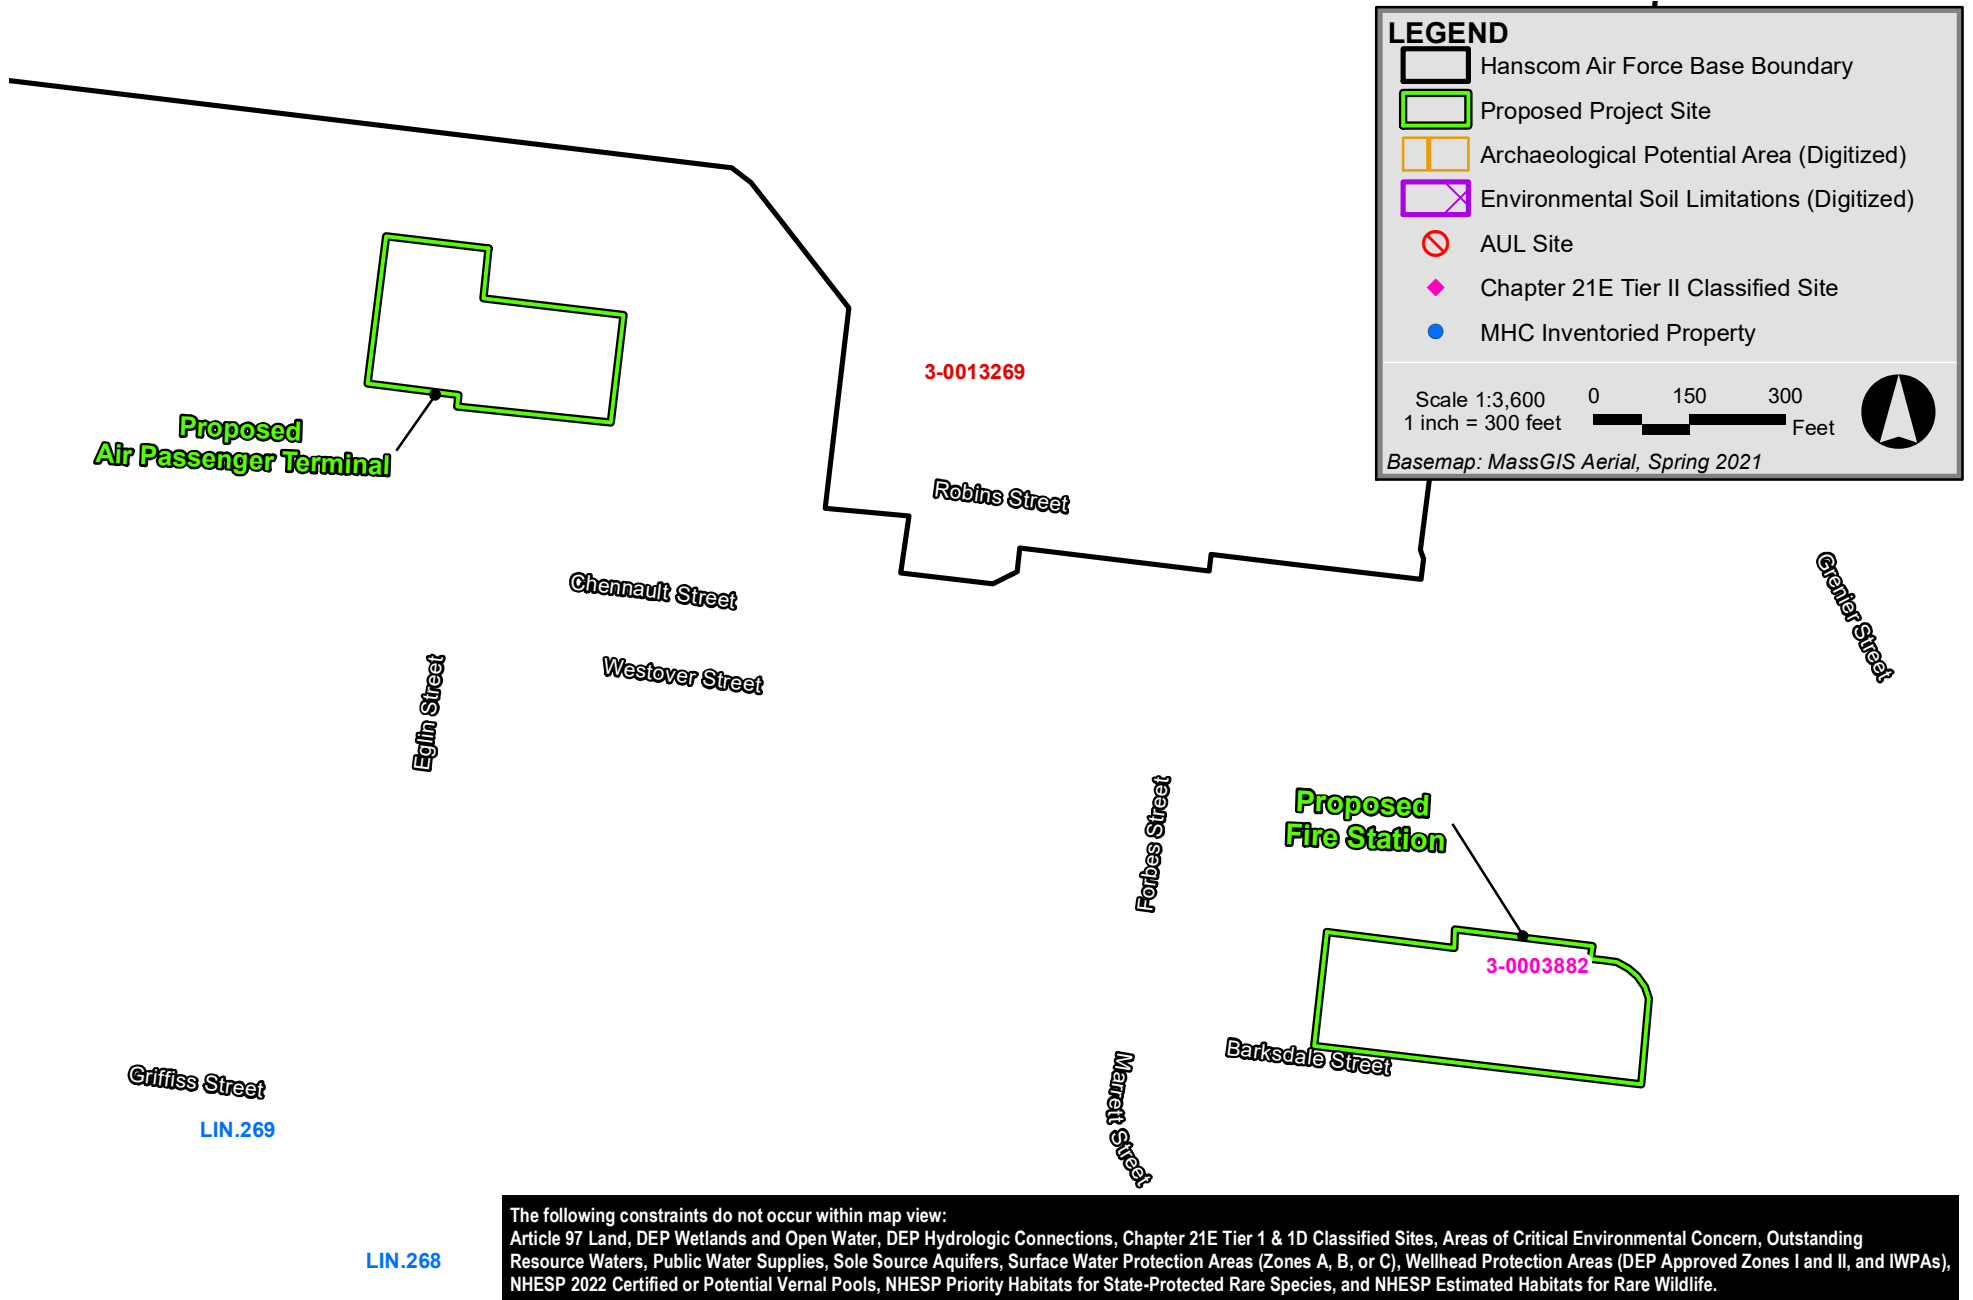 LEGEND
Hanscom Air Force Base Boundary
Proposed Project Site
Archaeological Potential Area (Digitized)
Environmental Soil Limitations (Digitized)
AUL Site
Chapter 21E Tier II Classified Site
MHC Inventoried Property
Scale 1:3,600
1 inch = 300 feet
0 150 300
Feet
Basemap: MassGIS Aerial, Spring 2021
3-0013269
Proposed
Air Passenger Terminal
Robins Street
Chennault Street
Westover Street
Eglin Street
Grenier Street
Forbes Street
Proposed
Fire Station
3-0003882
Barksdale Street
Marrett Street
Griffiss Street
LIN.269
LIN.268
The following constraints do not occur within map view:
Article 97 Land, DEP Wetlands and Open Water, DEP Hydrologic Connections, Chapter 21E Tier 1 & 1D Classified Sites, Areas of Critical Environmental Concern, Outstanding
Resource Waters, Public Water Supplies, Sole Source Aquifers, Surface Water Protection Areas (Zones A, B, or C), Wellhead Protection Areas (DEP Approved Zones I and II, and IWPAs),
NHESP 2022 Certified or Potential Vernal Pools, NHESP Priority Habitats for State-Protected Rare Species, and NHESP Estimated Habitats for Rare Wildlife.